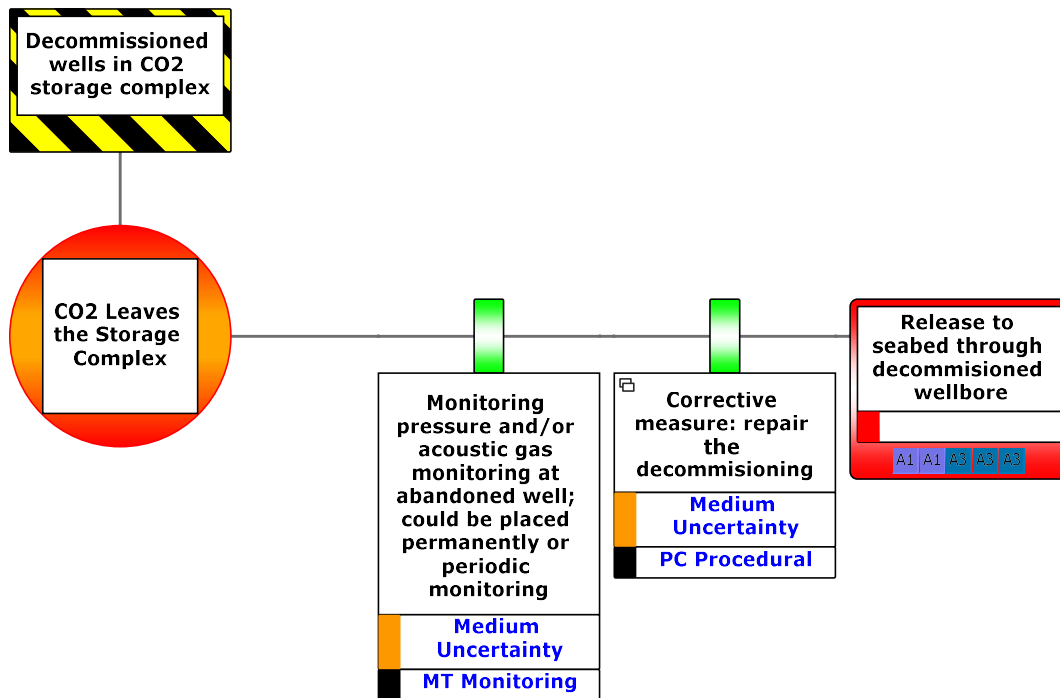 Decommissioned
wells in CO2
storage complex
CO2 Leaves
the Storage
Complex
Monitoring
pressure and/or
acoustic gas
monitoring at
abandoned well;
could be placed
permanently or
periodic
monitoring
Medium
Uncertainty
MT Monitoring
Corrective
measure: repair
the
decommisioning
Medium
Uncertainty
PC Procedural
Release to
seabed through
decommisioned
wellbore
A1 A1 A3 A3 A3